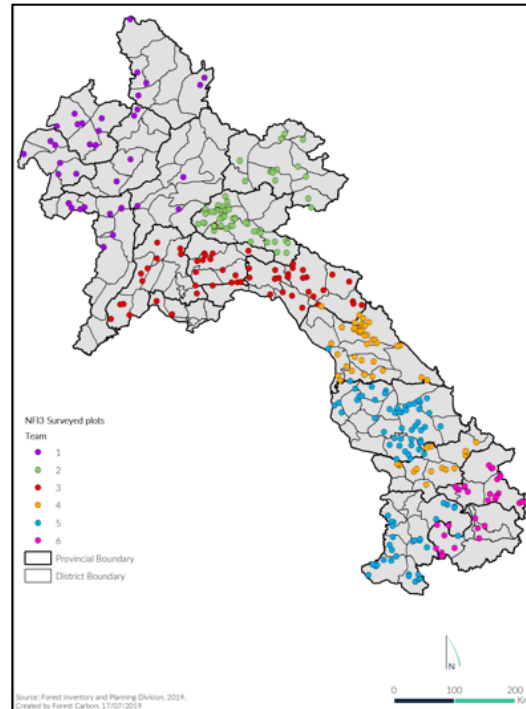 NFI3 Surveyed plots
Team
1
2
3
4
5
6
Provincial Boundary
District Boundary
N
Source: Forest Inventory and Planning Division, 2019.
Created by Forest Carbon, 17/07/2019
0 100 200